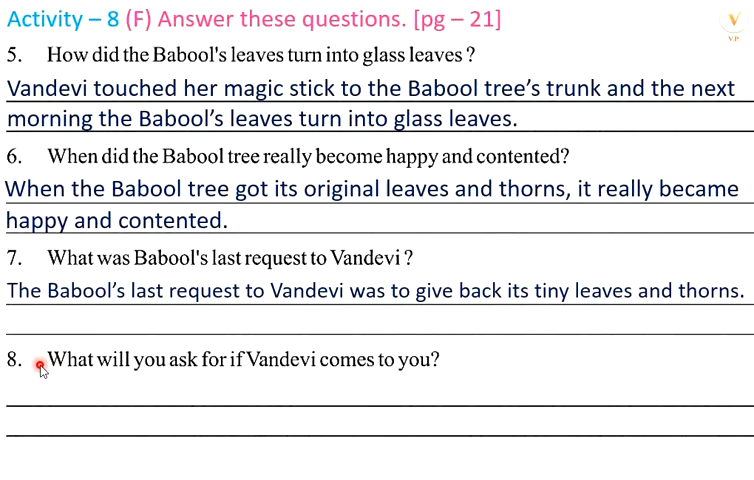 Activity – 8 (F) Answer these questions. [pg – 21]
V
V.P
5. How did the Babool's leaves turn into glass leaves ?
Vandevi touched her magic stick to the Babool tree’s trunk and the next
morning the Babool’s leaves turn into glass leaves.
6. When did the Babool tree really become happy and contented?
When the Babool tree got its original leaves and thorns, it really became
happy and contented.
7. What was Babool's last request to Vandevi ?
The Babool’s last request to Vandevi was to give back its tiny leaves and thorns.
8. What will you ask for if Vandevi comes to you?